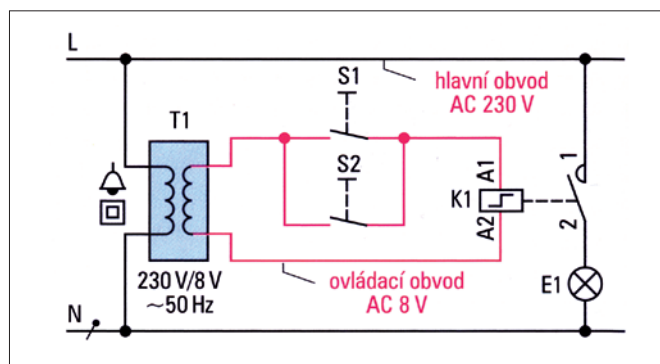 L
S1
hlavní obvod
AC 230 V
T1
S2
A1
K1
A2
1
2
230 V/8 V
~50 Hz
ovládací obvod
AC 8 V
E1
N